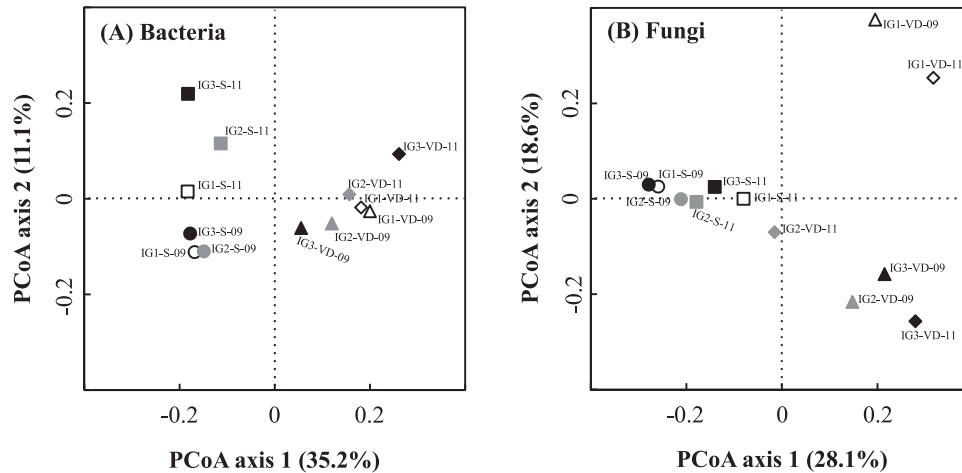 (A) Bacteria
IG3-S-11
IG2-S-11
IG1-S-11
IG3-S-09
IG1-S-09
IG2-S-09
IG3-VD-11
IG2-VD-11
IG1-VD-11
IG1-VD-09
IG2-VD-09
IG3-VD-09
PCoA axis 2 (11.1%)
0.2
0
-0.2
-0.2
0
0.2
PCoA axis 1 (35.2%)
(B) Fungi
IG1-VD-09
IG1-VD-11
IG3-S-09
IG1-S-09
IG2-S-09
IG3-S-11
IG1-S-11
IG2-S-11
IG2-VD-11
IG3-VD-09
IG2-VD-09
IG3-VD-11
PCoA axis 2 (18.6%)
0.2
0
-0.2
-0.2
0
0.2
PCoA axis 1 (28.1%)